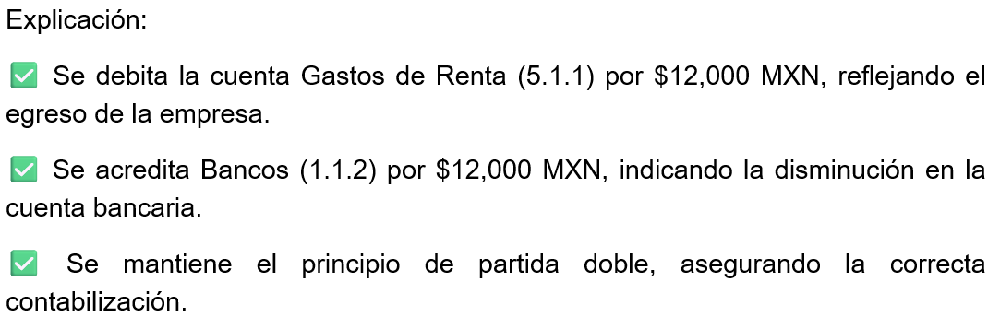 Explicación:
✅ Se debita la cuenta Gastos de Renta (5.1.1) por $12,000 MXN, reflejando el
egreso de la empresa.
✅ Se acredita Bancos (1.1.2) por $12,000 MXN, indicando la disminución en la
cuenta bancaria.
✅ Se mantiene el principio de partida doble, asegurando la correcta
contabilización.